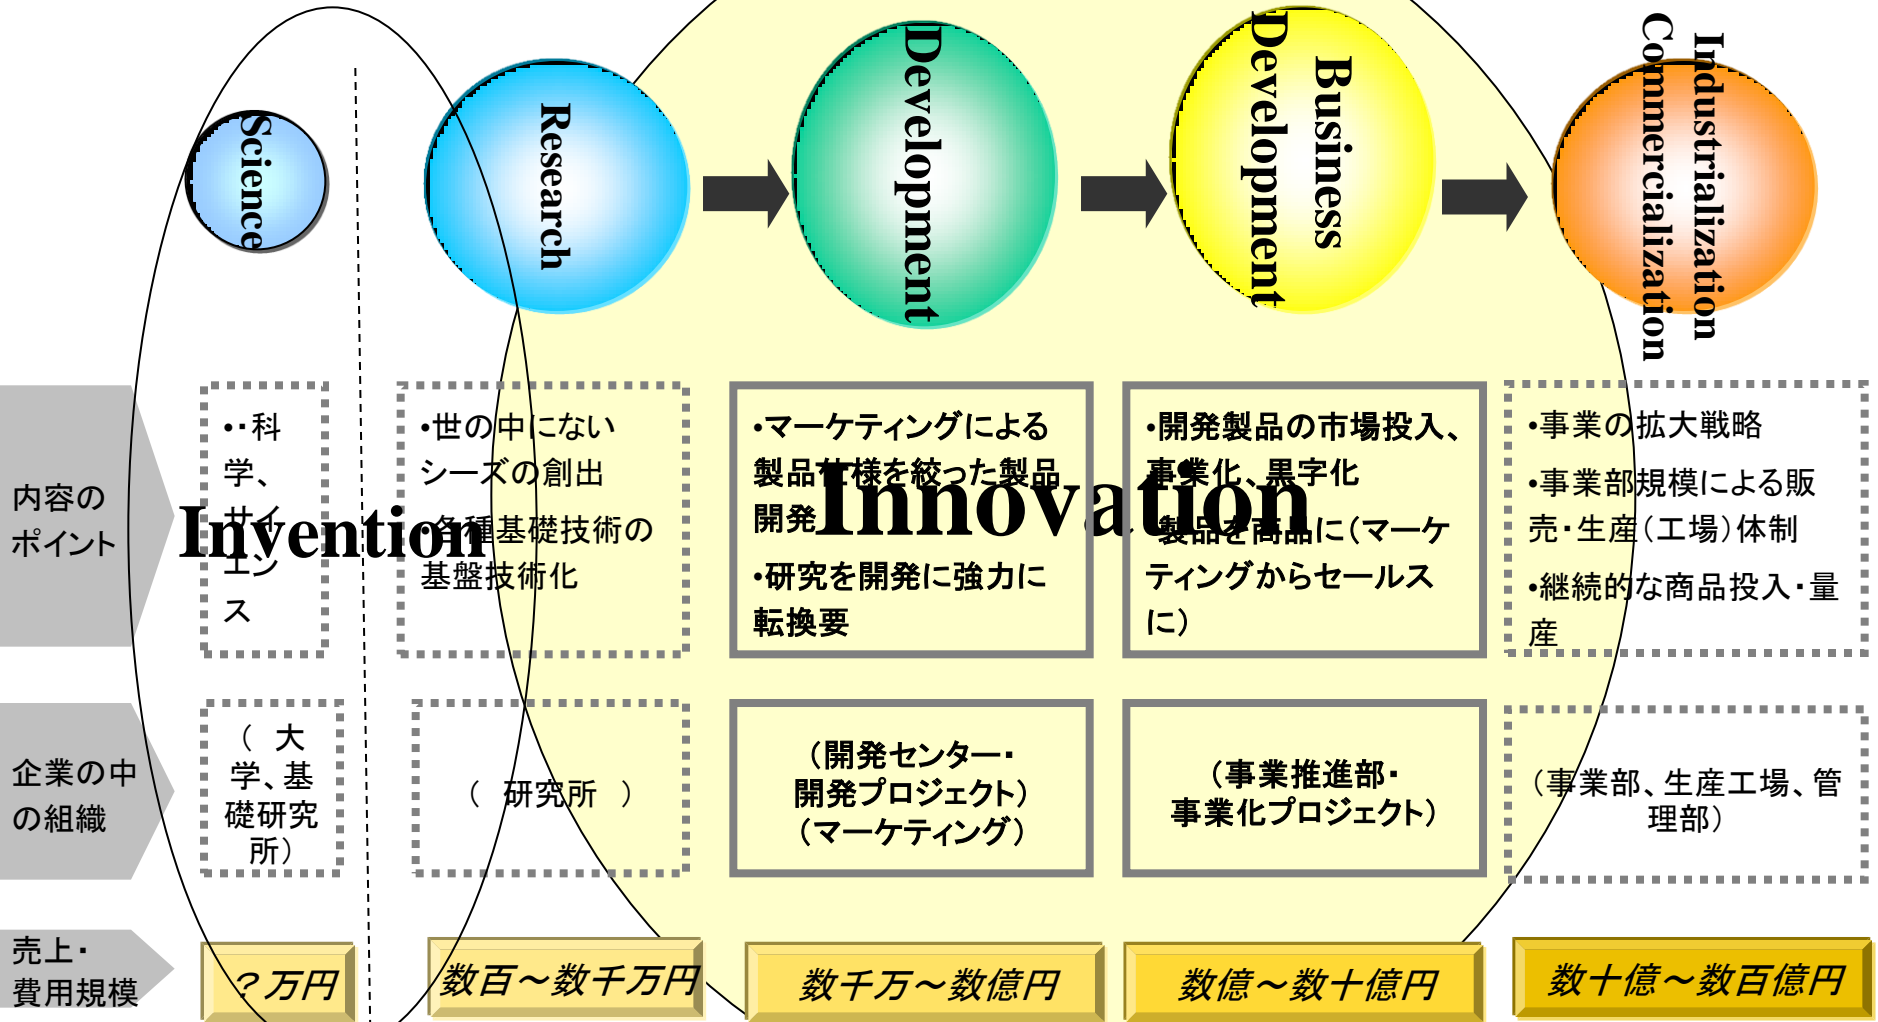 Science
Research
Development
Business
Development
Industrialization
Commercialization
内容の
ポイント
・・科
学、
サイ
エン
ス
・世の中にない
シーズの創出
・各種基礎技術の
基盤技術化
・マーケティングによる
製品仕様を絞った製品
開発
・研究を開発に強力に
転換要
・開発製品の市場投入、
事業化、黒字化
・製品を商品に（マーケ
ティングからセールス
に）
・事業の拡大戦略
・事業部規模による販
売・生産（工場）体制
・継続的な商品投入・量
産
Invention
Innovation
企業の中
の組織
（ 大
学、基
礎研究
所）
（ 研究所 ）
（開発センター・
開発プロジェクト）
（マーケティング）
（事業推進部・
事業化プロジェクト）
（事業部、生産工場、管
理部）
売上・
費用規模
？万円
数百～数千万円
数千万～数億円
数億～数十億円
数十億～数百億円